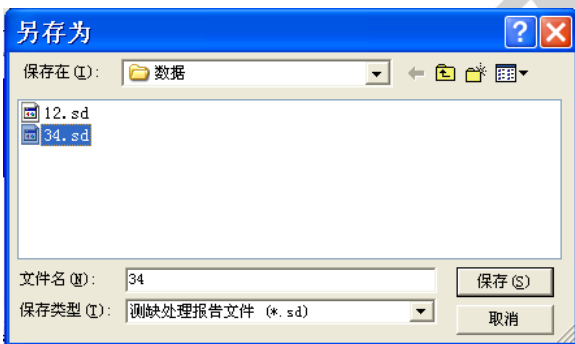 另存为
保存在(I): 数据
12.sd
34.sd
文件名(N): 34 保存(S)
保存类型(T): 测缺处理报告文件 (*.sd) 取消